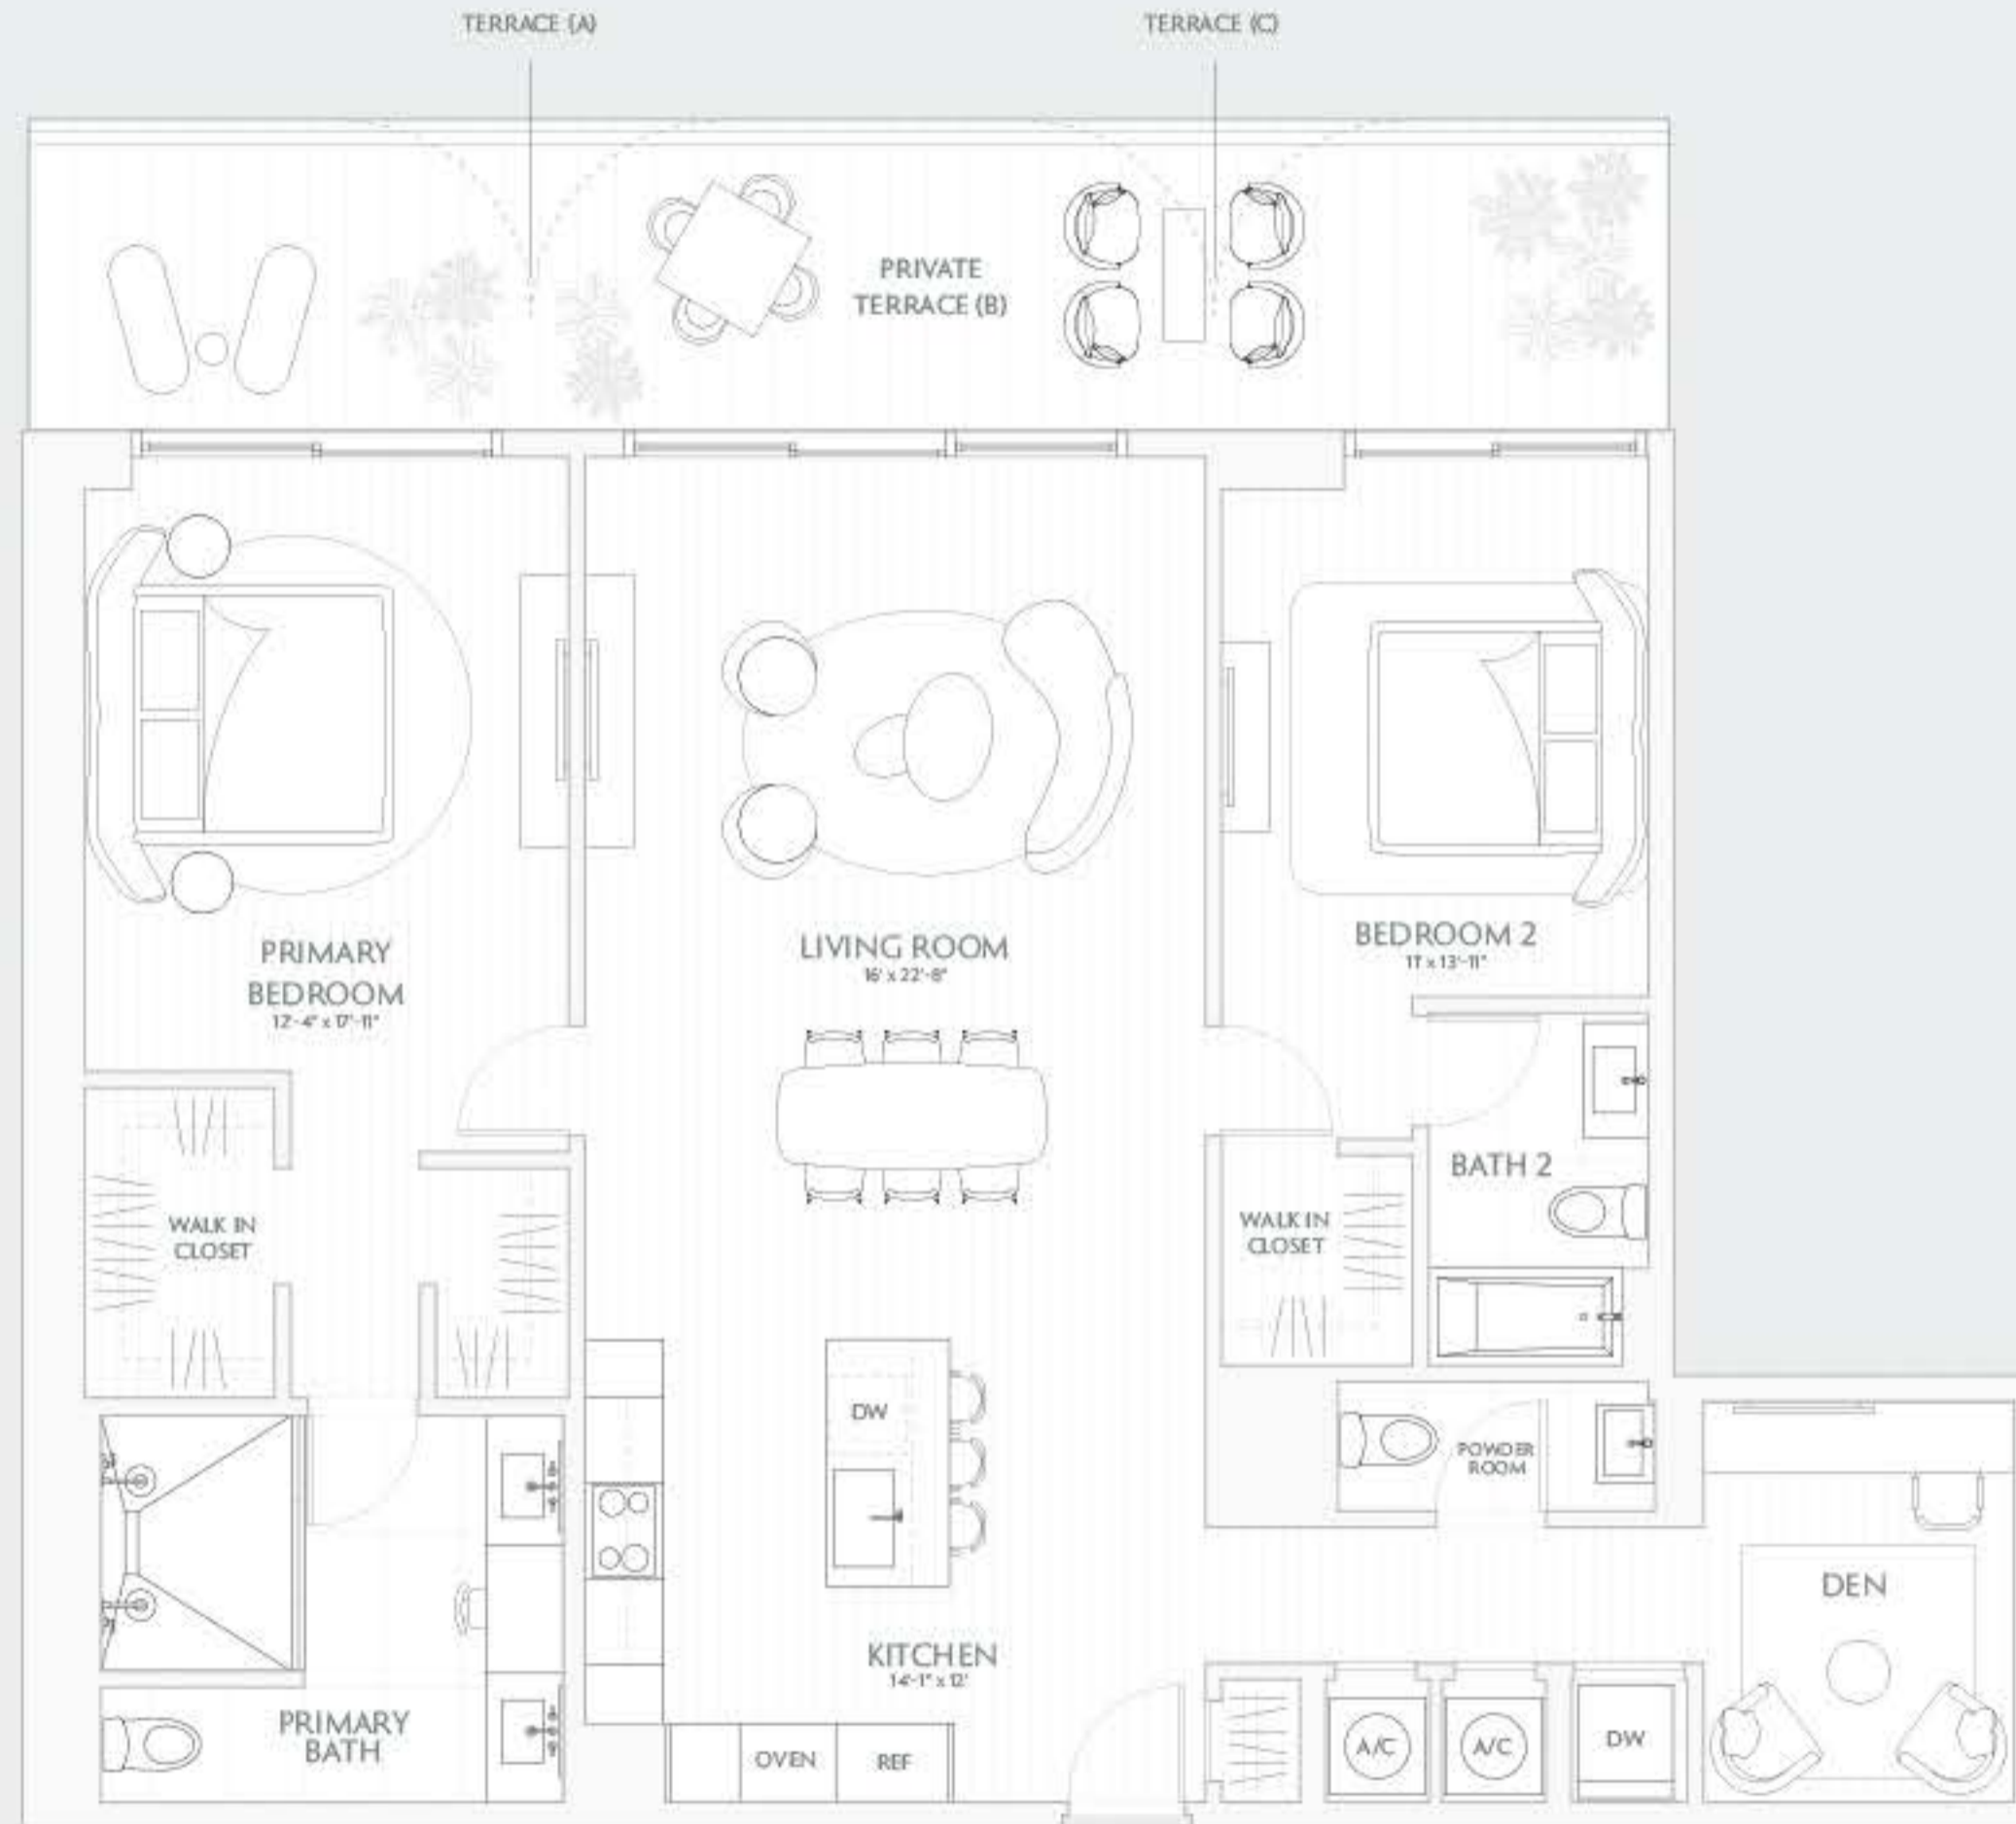 TERRACE (A)
TERRACE (C)
PRIVATE
TERRACE (B)
PRIMARY
BEDROOM
12'-4" x 17'-11"
LIVING ROOM
16' x 22'-8"
BEDROOM 2
11' x 13'-11"
WALK IN
CLOSET
WALK IN
CLOSET
BATH 2
DW
POWDER
ROOM
DEN
KITCHEN
14'-1" x 12'
PRIMARY
BATH
OVEN
REF
A/C
A/C
DW